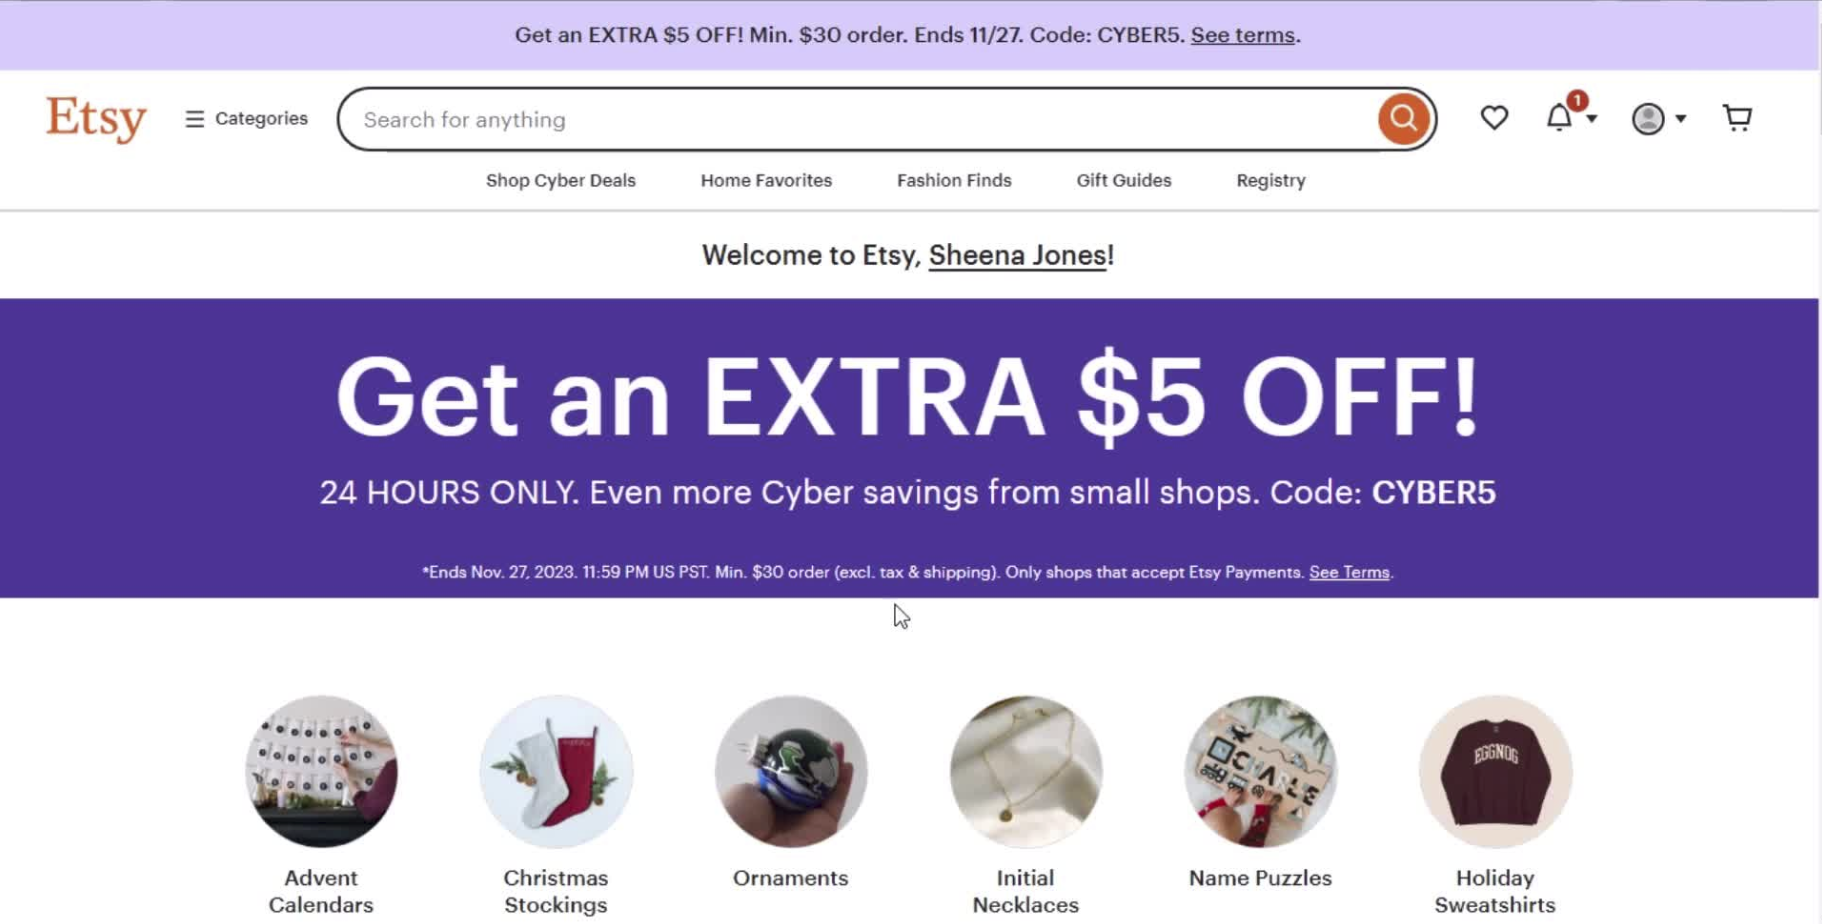 Get an EXTRA $5 OFF! Min. $30 order. Ends 11/27. Code: CYBER5. See terms.
Etsy
Categories
Search for anything
1
Shop Cyber Deals
Home Favorites
Fashion Finds
Gift Guides
Registry
Welcome to Etsy, Sheena Jones!
Get an EXTRA $5 OFF!
24 HOURS ONLY. Even more Cyber savings from small shops. Code: CYBER5
*Ends Nov. 27, 2023. 11:59 PM US PST. Min. $30 order (excl. tax & shipping). Only shops that accept Etsy Payments. See Terms.
CHARLIE
EGGNOG
Advent
Calendars
Christmas
Stockings
Ornaments
Initial
Necklaces
Name Puzzles
Holiday
Sweatshirts